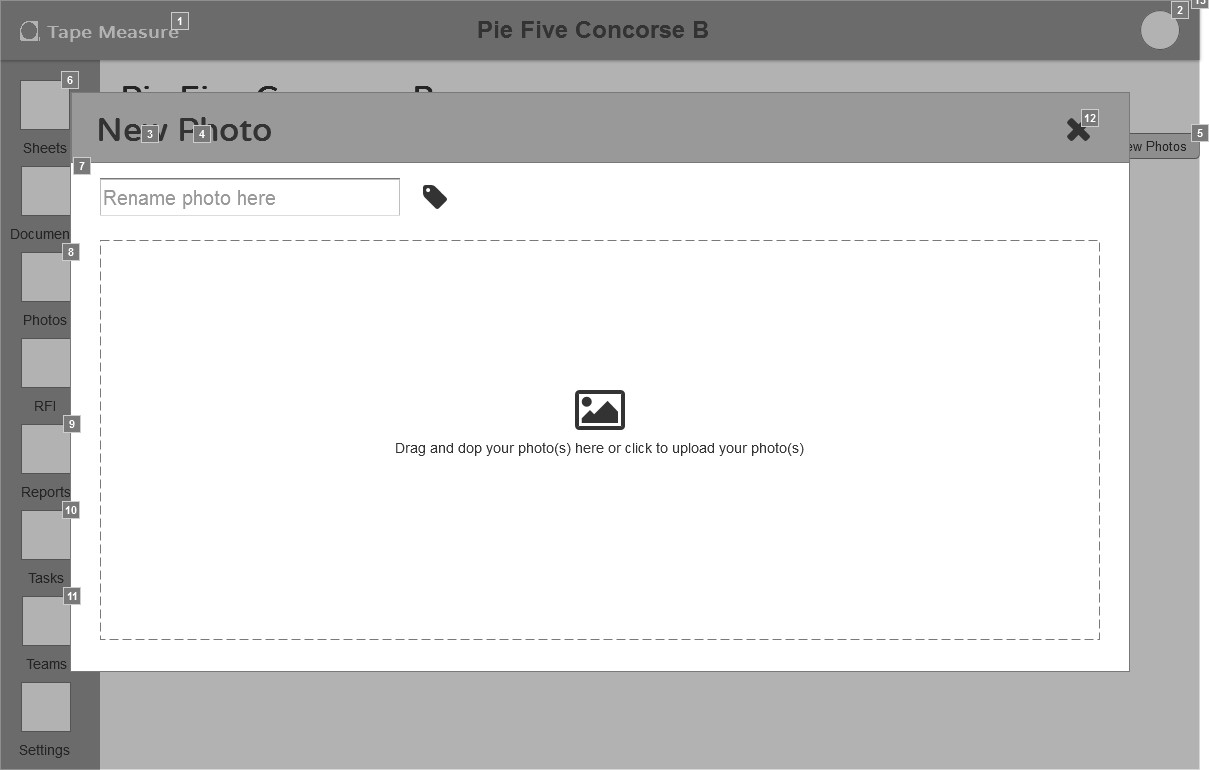 Tape Measure
1
Pie Five Concorse B
2
13
6
Sheets
New Photo
3
4
12
ew Photos
5
7
Rename photo here
Documen
8
Photos
RFI
9
Drag and dop your photo(s) here or click to upload your photo(s)
Reports
10
Tasks
11
Teams
Settings